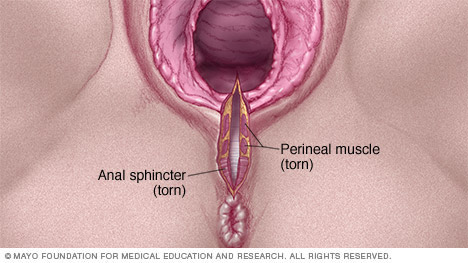 Perineal muscle
(torn)
Anal sphincter
(torn)
© MAYO FOUNDATION FOR MEDICAL EDUCATION AND RESEARCH. ALL RIGHTS RESERVED.